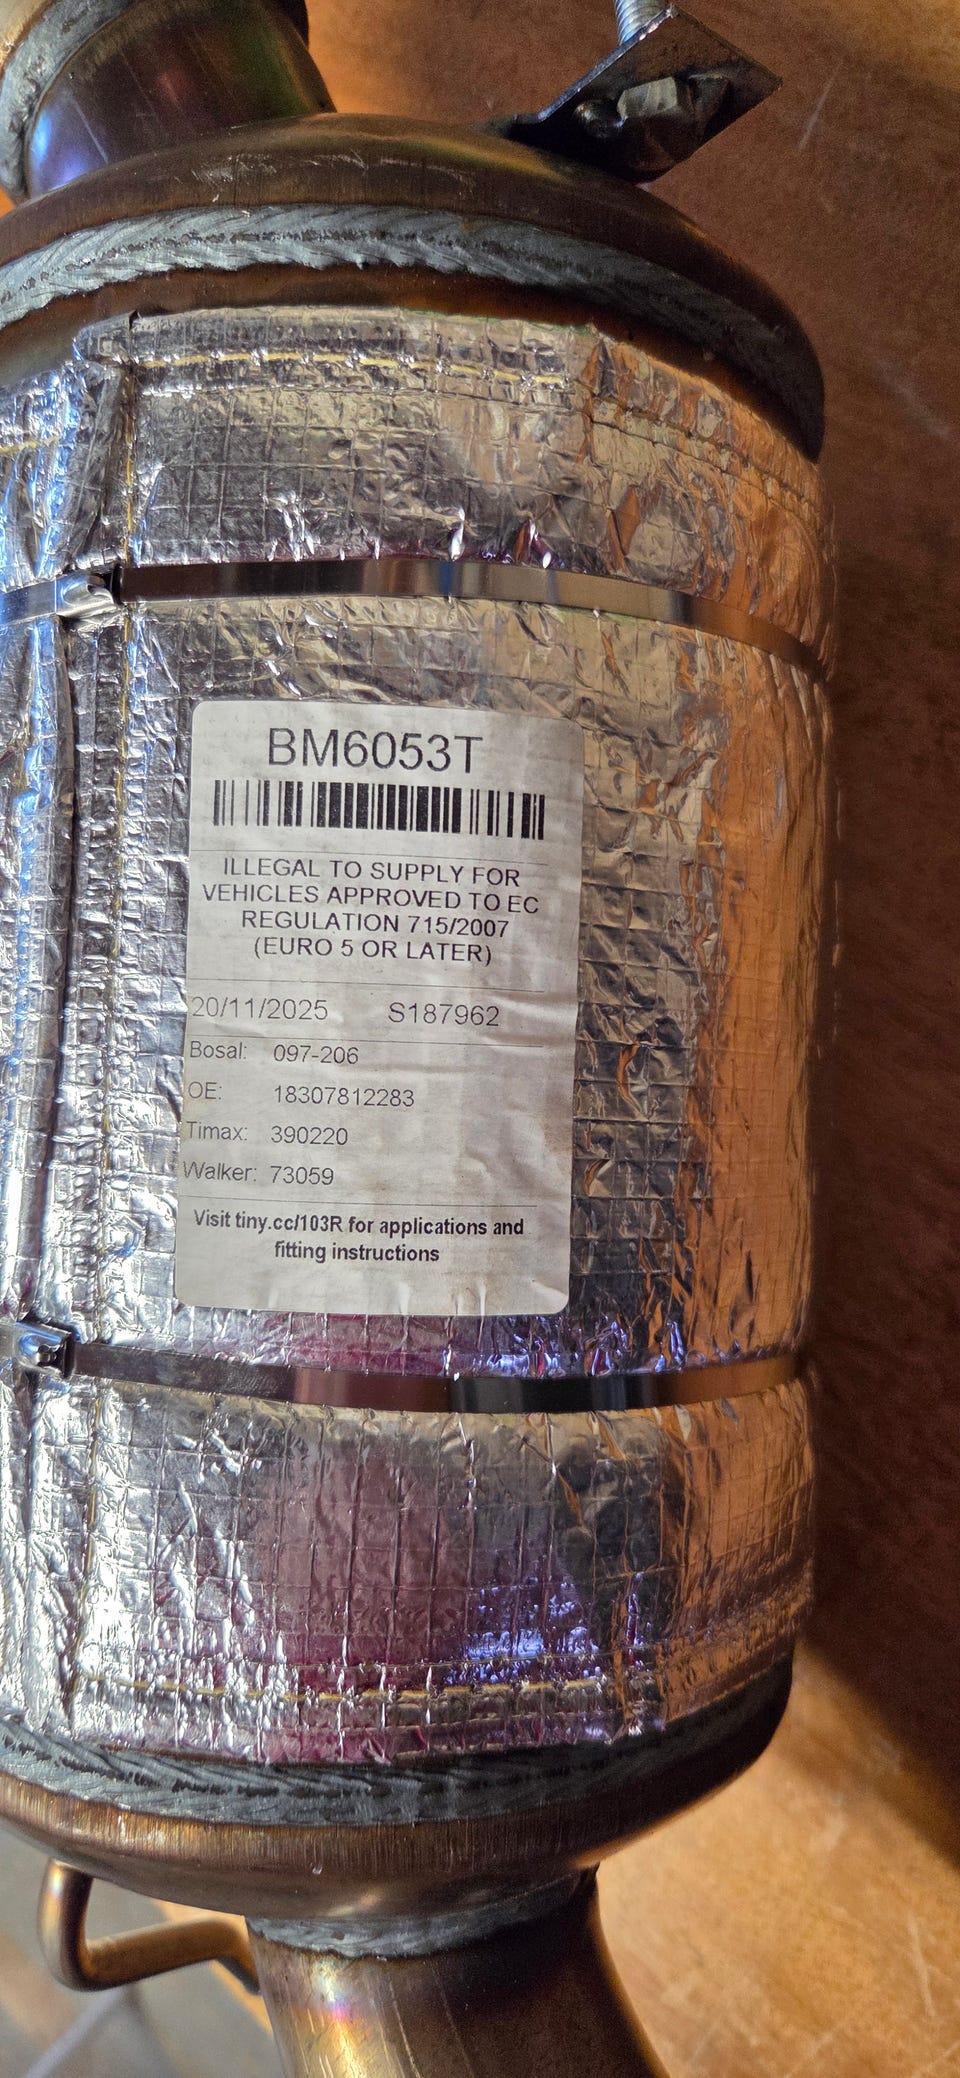 BM6053T
ILLEGAL TO SUPPLY FOR
VEHICLES APPROVED TO EC
REGULATION 715/2007
(EURO 5 OR LATER)
20/11/2025 S187962
Bosal: 097-206
OE: 18307812283
Timax: 390220
Walker: 73059
Visit tiny.cc/103R for applications and
fitting instructions